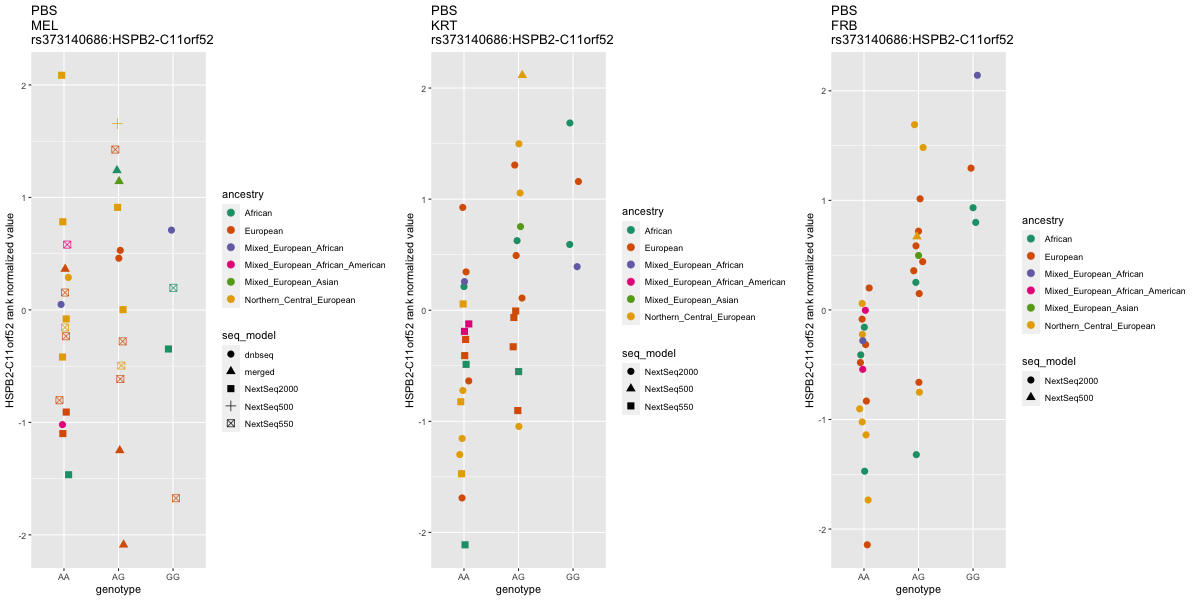 PBS
MEL
rs373140686:HSPB2-C11orf52
HSPB2-C11orf52 rank normalized value
2
1
0
-1
-2
AA
AG
GG
genotype
ancestry
African
European
Mixed_European_African
Mixed_European_African_American
Mixed_European_Asian
Northern_Central_European
seq_model
dnbseq
merged
NextSeq2000
NextSeq500
NextSeq550
PBS
KRT
rs373140686:HSPB2-C11orf52
HSPB2-C11orf52 rank normalized value
2
1
0
-1
-2
AA
AG
GG
genotype
ancestry
African
European
Mixed_European_African
Mixed_European_African_American
Mixed_European_Asian
Northern_Central_European
seq_model
NextSeq2000
NextSeq500
NextSeq550
PBS
FRB
rs373140686:HSPB2-C11orf52
HSPB2-C11orf52 rank normalized value
2
1
0
-1
-2
AA
AG
GG
genotype
ancestry
African
European
Mixed_European_African
Mixed_European_African_American
Mixed_European_Asian
Northern_Central_European
seq_model
NextSeq2000
NextSeq500